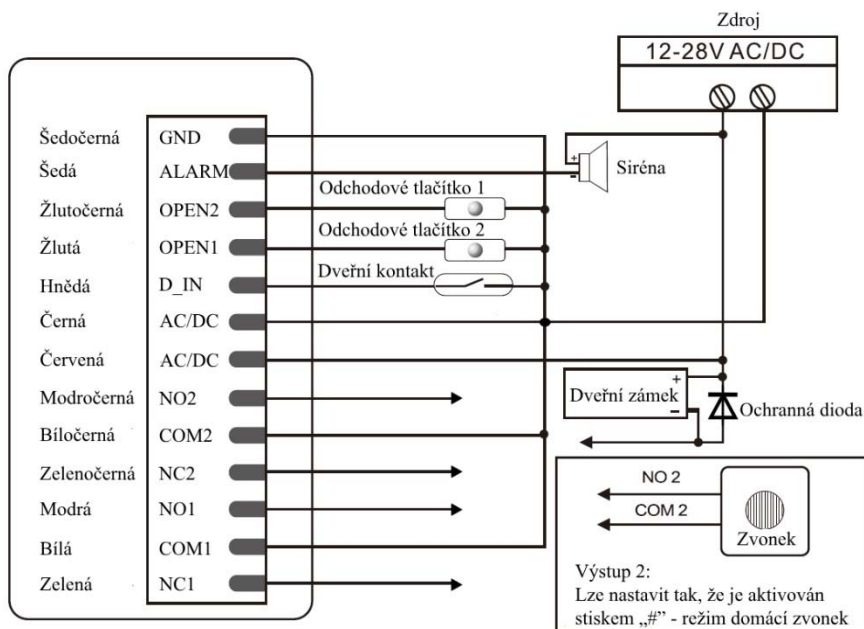 Zdroj
12-28V AC/DC
Šedočerná GND
Šedá ALARM
Siréna
+
-
Odchodové tlačítko 1
Žlutočerná OPEN2
Odchodové tlačítko 2
Žlutá OPEN1
Dveřní kontakt
Hnědá D_IN
Černá AC/DC
Červená AC/DC
Modročerná NO2
Dveřní zámek
+
-
Ochranná dioda
Bíločerná COM2
Zelenočerná NC2
Modrá NO1
Bílá COM1
Zelená NC1
NO 2
COM 2
Zvonek
Výstup 2:
Lze nastavit tak, že je aktivován
stiskem „#” - režim domácí zvonek